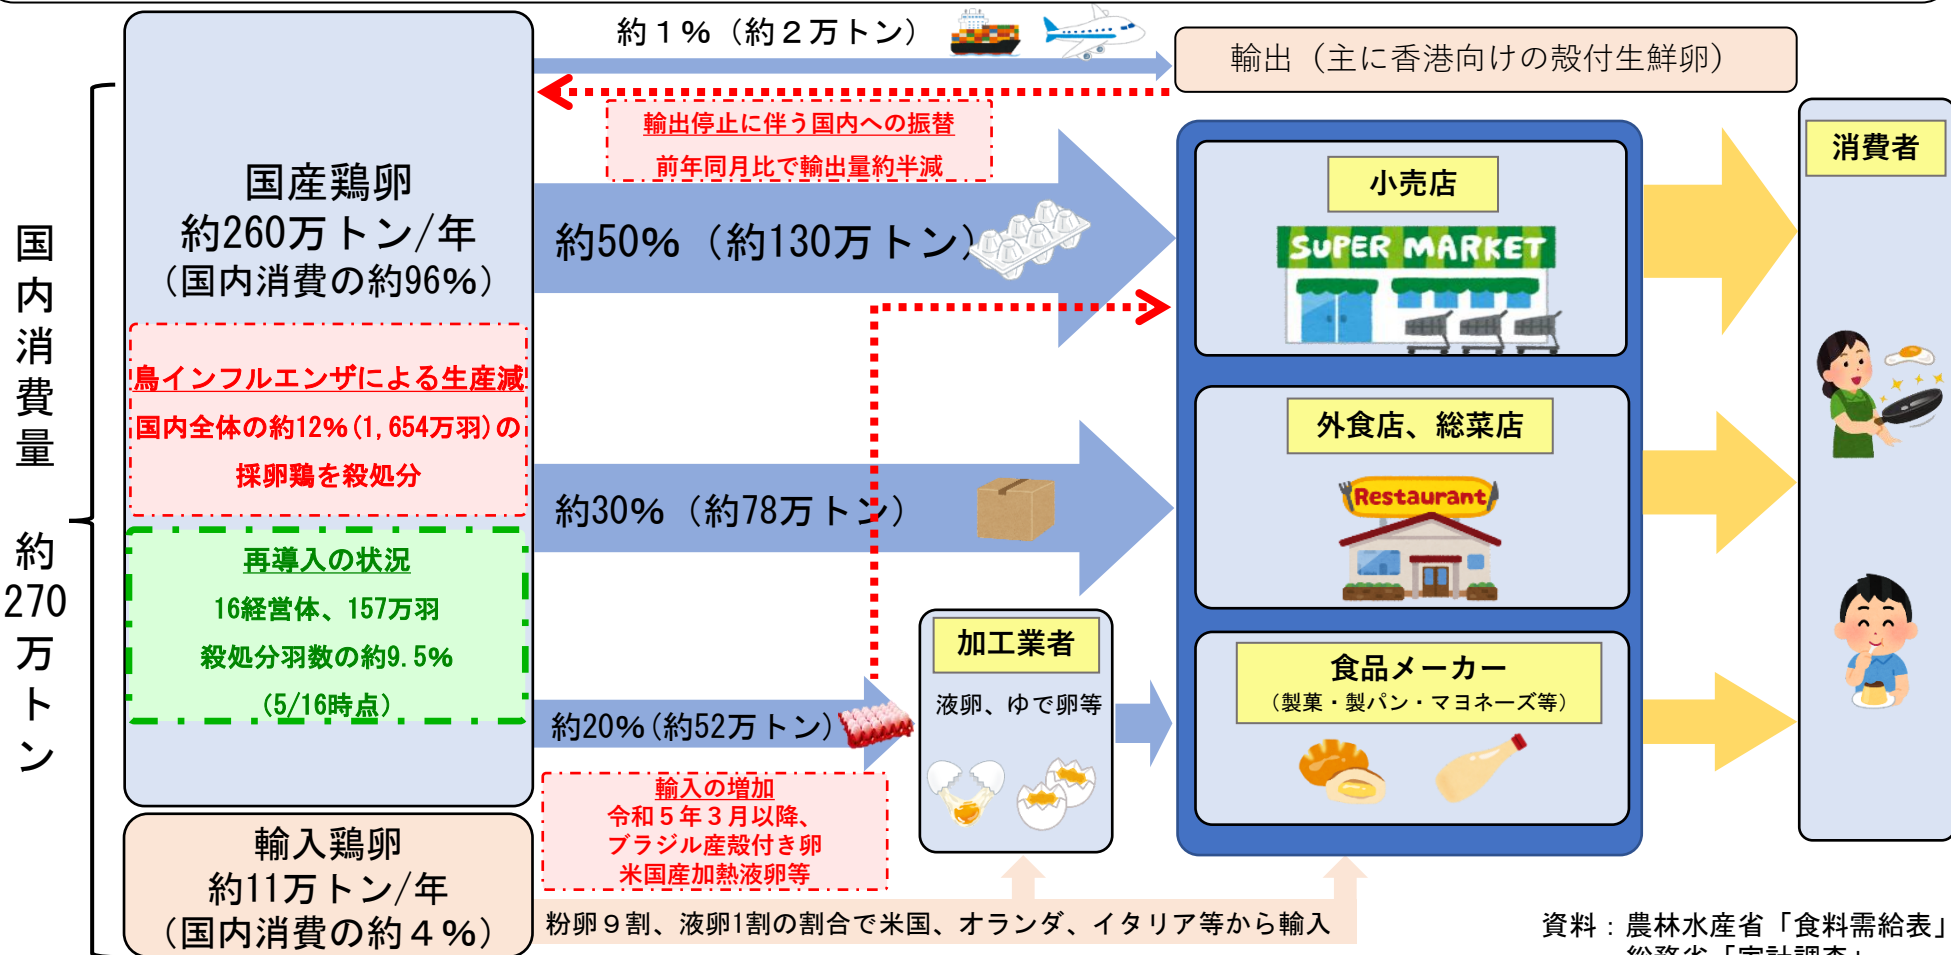 約１％（約２万トン）
輸出（主に香港向けの殻付生鮮卵）
輸出停止に伴う国内への振替
前年同月比で輸出量約半減
国内消費量 約270万トン
国産鶏卵
約260万トン/年
（国内消費の約96%）
鳥インフルエンザによる生産減
国内全体の約12%(1,654万羽)の
採卵鶏を殺処分
再導入の状況
16経営体、157万羽
殺処分羽数の約9.5%
（5/16時点）
輸入鶏卵
約11万トン/年
（国内消費の約４%）
約50%（約130万トン）
約30%（約78万トン）
約20%(約52万トン)
輸入の増加
令和５年３月以降、
ブラジル産殻付き卵
米国産加熱液卵等
粉卵９割、液卵1割の割合で米国、オランダ、イタリア等から輸入
加工業者
液卵、ゆで卵等
小売店
SUPER MARKET
外食店、総菜店
Restaurant
食品メーカー
（製菓・製パン・マヨネーズ等）
消費者
資料：農林水産省「食料需給表」
総務省「家計調査」